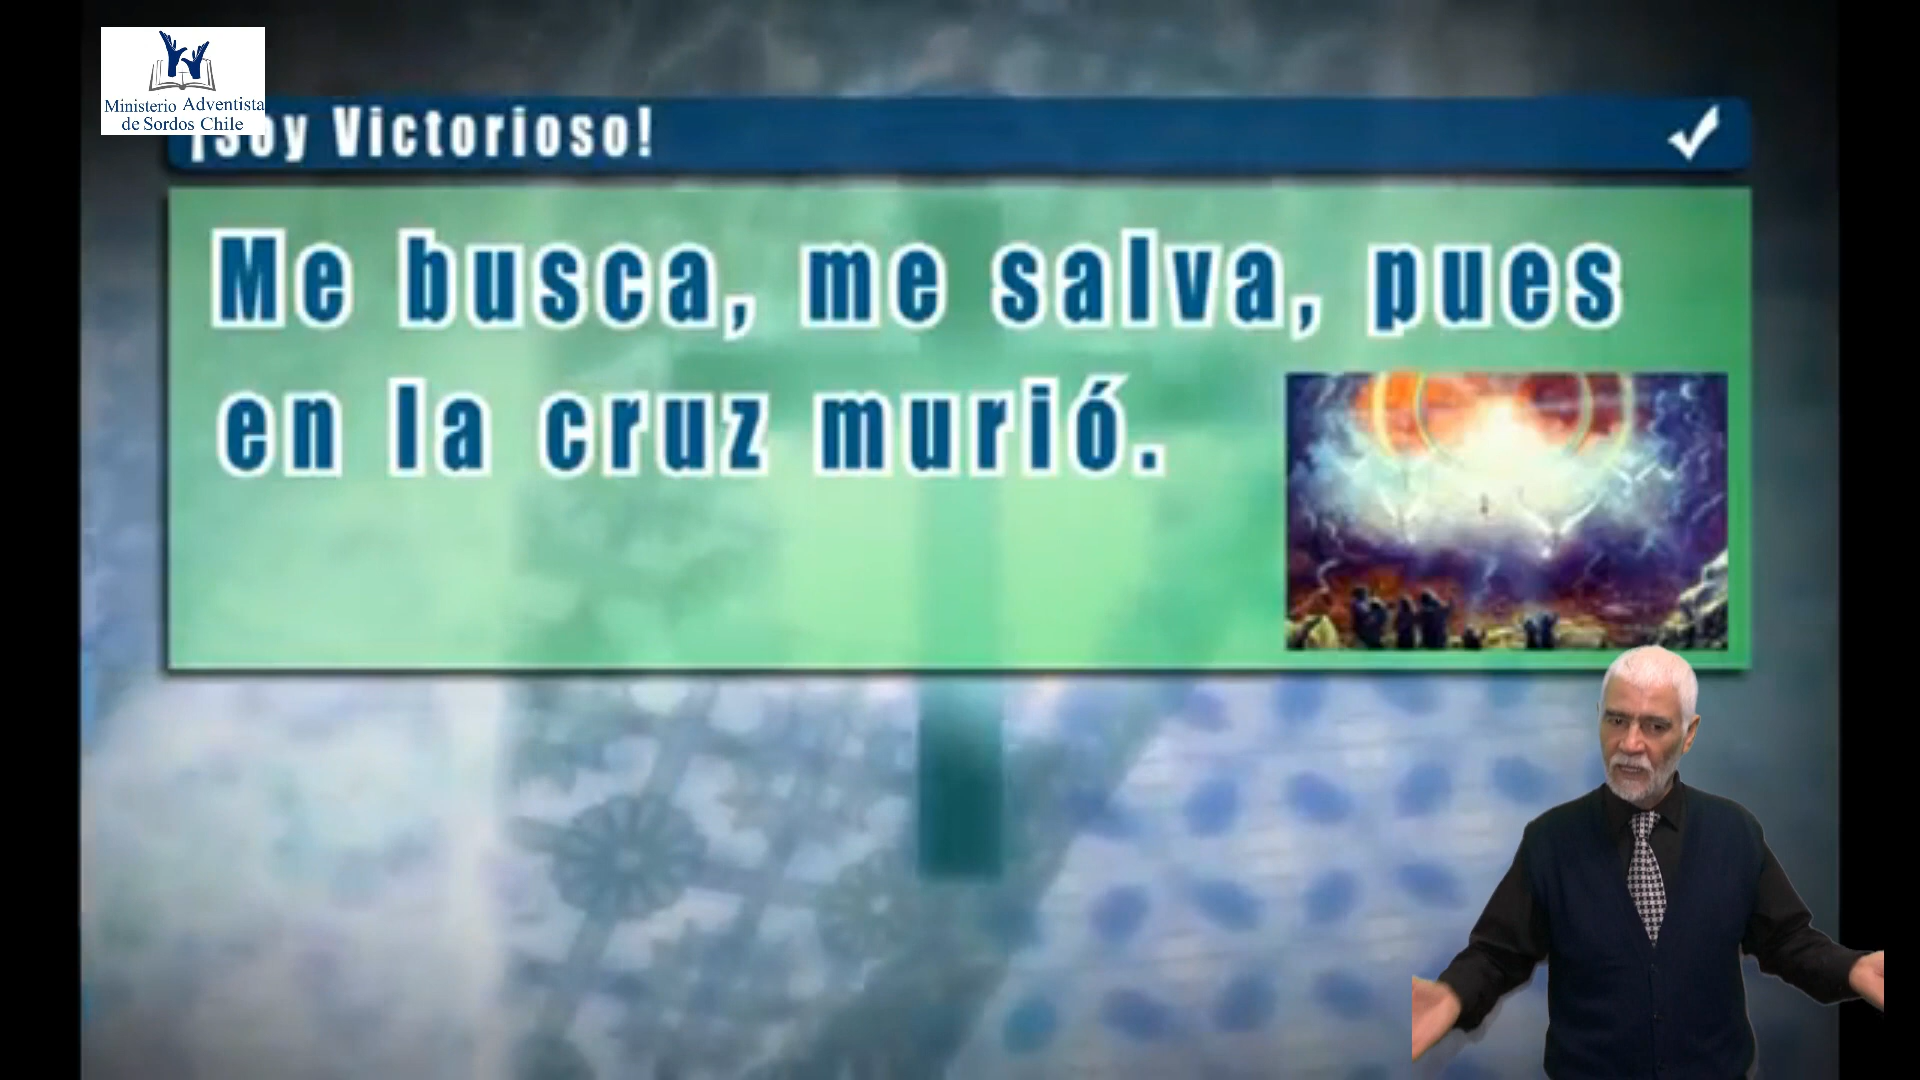 Ministerio Adventista
de Sordos Chile
¡Soy Victorioso!
Me busca, me salva, pues
en la cruz murió.